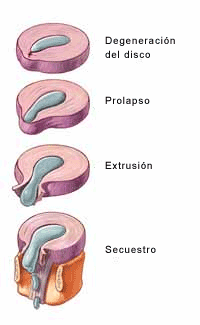 Degeneración
del disco
Prolapso
Extrusión
Secuestro